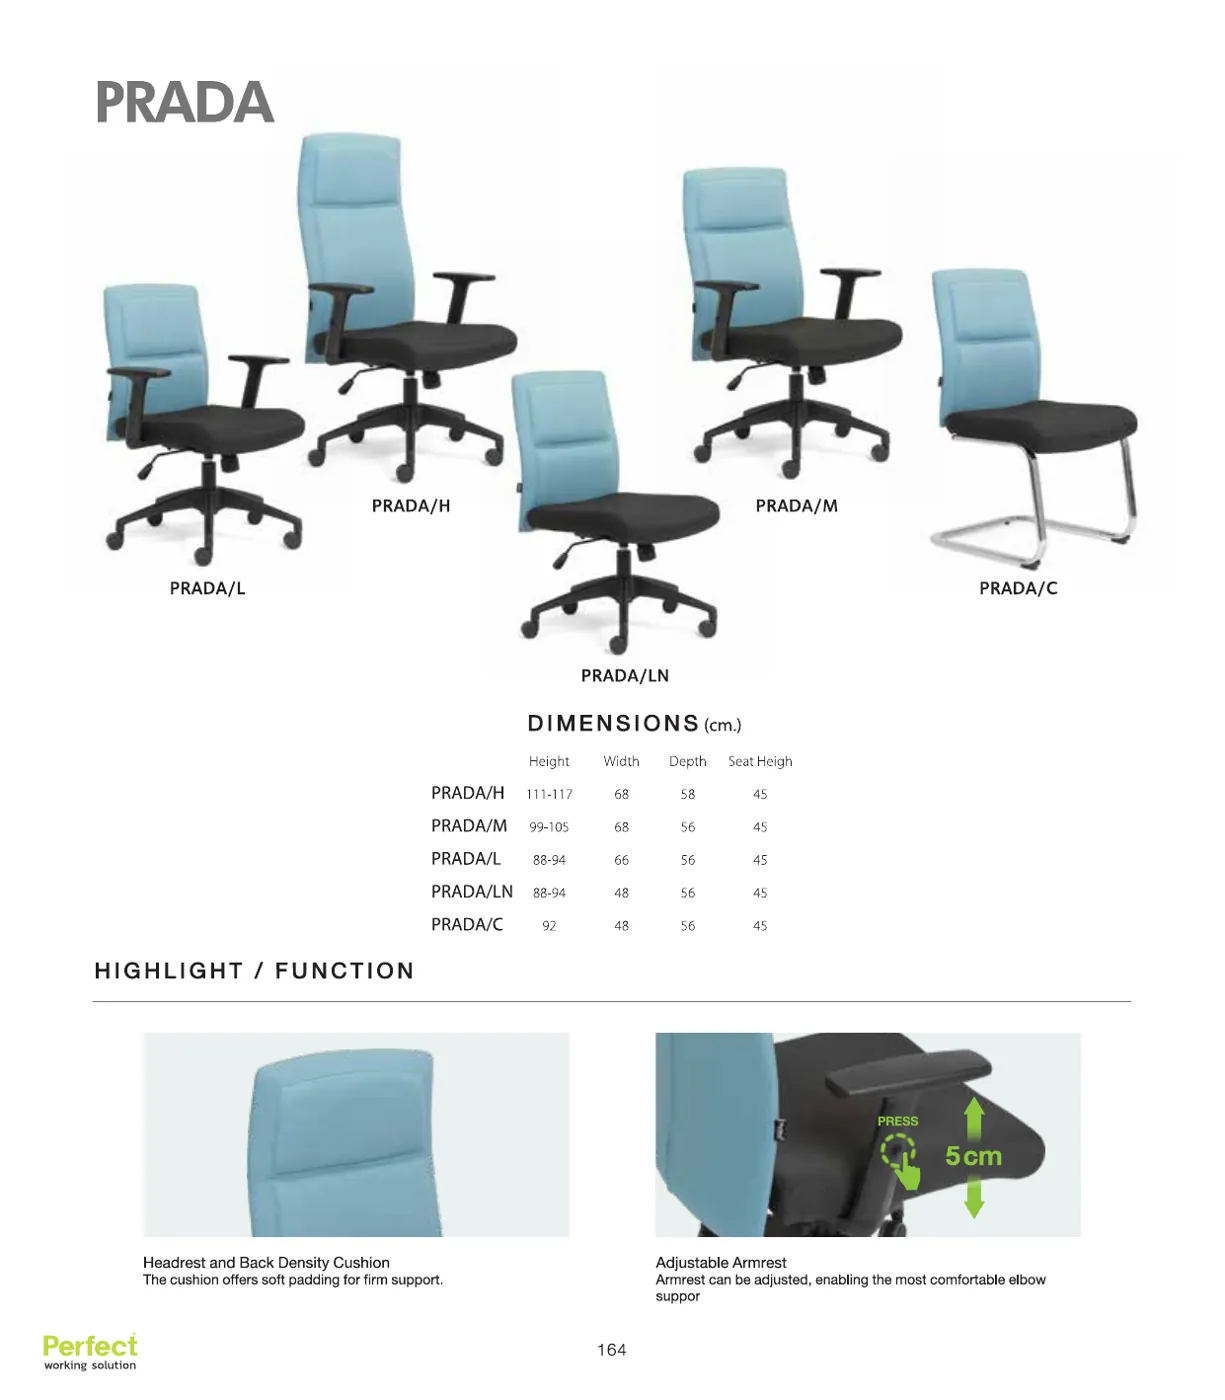 PRADA
PRADA/H
PRADA/M
PRADA/L
PRADA/C
PRADA/LN
DIMENSIONS (cm.)
Height Width Depth Seat Heigh
PRADA/H 111-117 68 58 45
PRADA/M 99-105 68 56 45
PRADA/L 88-94 66 56 45
PRADA/LN 88-94 48 56 45
PRADA/C 92 48 56 45
HIGHLIGHT / FUNCTION
PRESS
5cm
Headrest and Back Density Cushion
The cushion offers soft padding for firm support.
Adjustable Armrest
Armrest can be adjusted, enabling the most comfortable elbow
suppor
Perfect
working solution
164